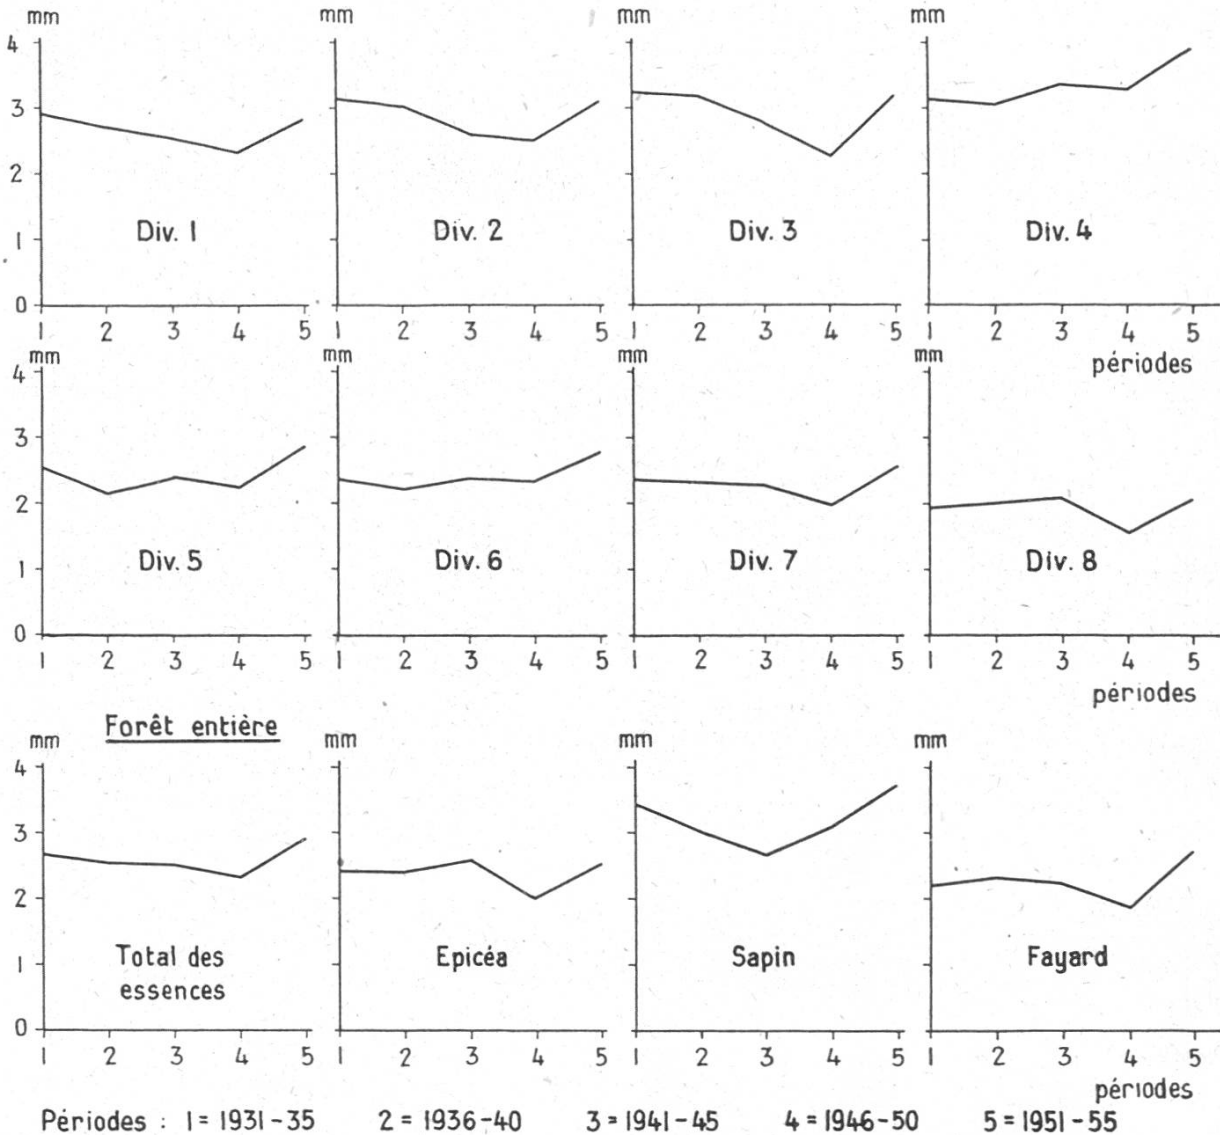 mm mm mm mm
4
3
2
1
0
Div. 1 Div. 2 Div. 3 Div. 4
1 2 3 4 5 1 2 3 4 5 1 2 3 4 5 1 2 3 4 5
périodes
mm mm mm mm
4
3
2
1
0
Div. 5 Div. 6 Div. 7 Div. 8
1 2 3 4 5 1 2 3 4 5 1 2 3 4 5 1 2 3 4 5
périodes
Forêt entière
mm mm mm mm
4
3
2
1
0
Total des essences Epicéa Sapin Fayard
1 2 3 4 5 1 2 3 4 5 1 2 3 4 5 1 2 3 4 5
périodes
Périodes : 1 = 1931-35 2 = 1936-40 3 = 1941-45 4 = 1946-50 5 = 1951-55